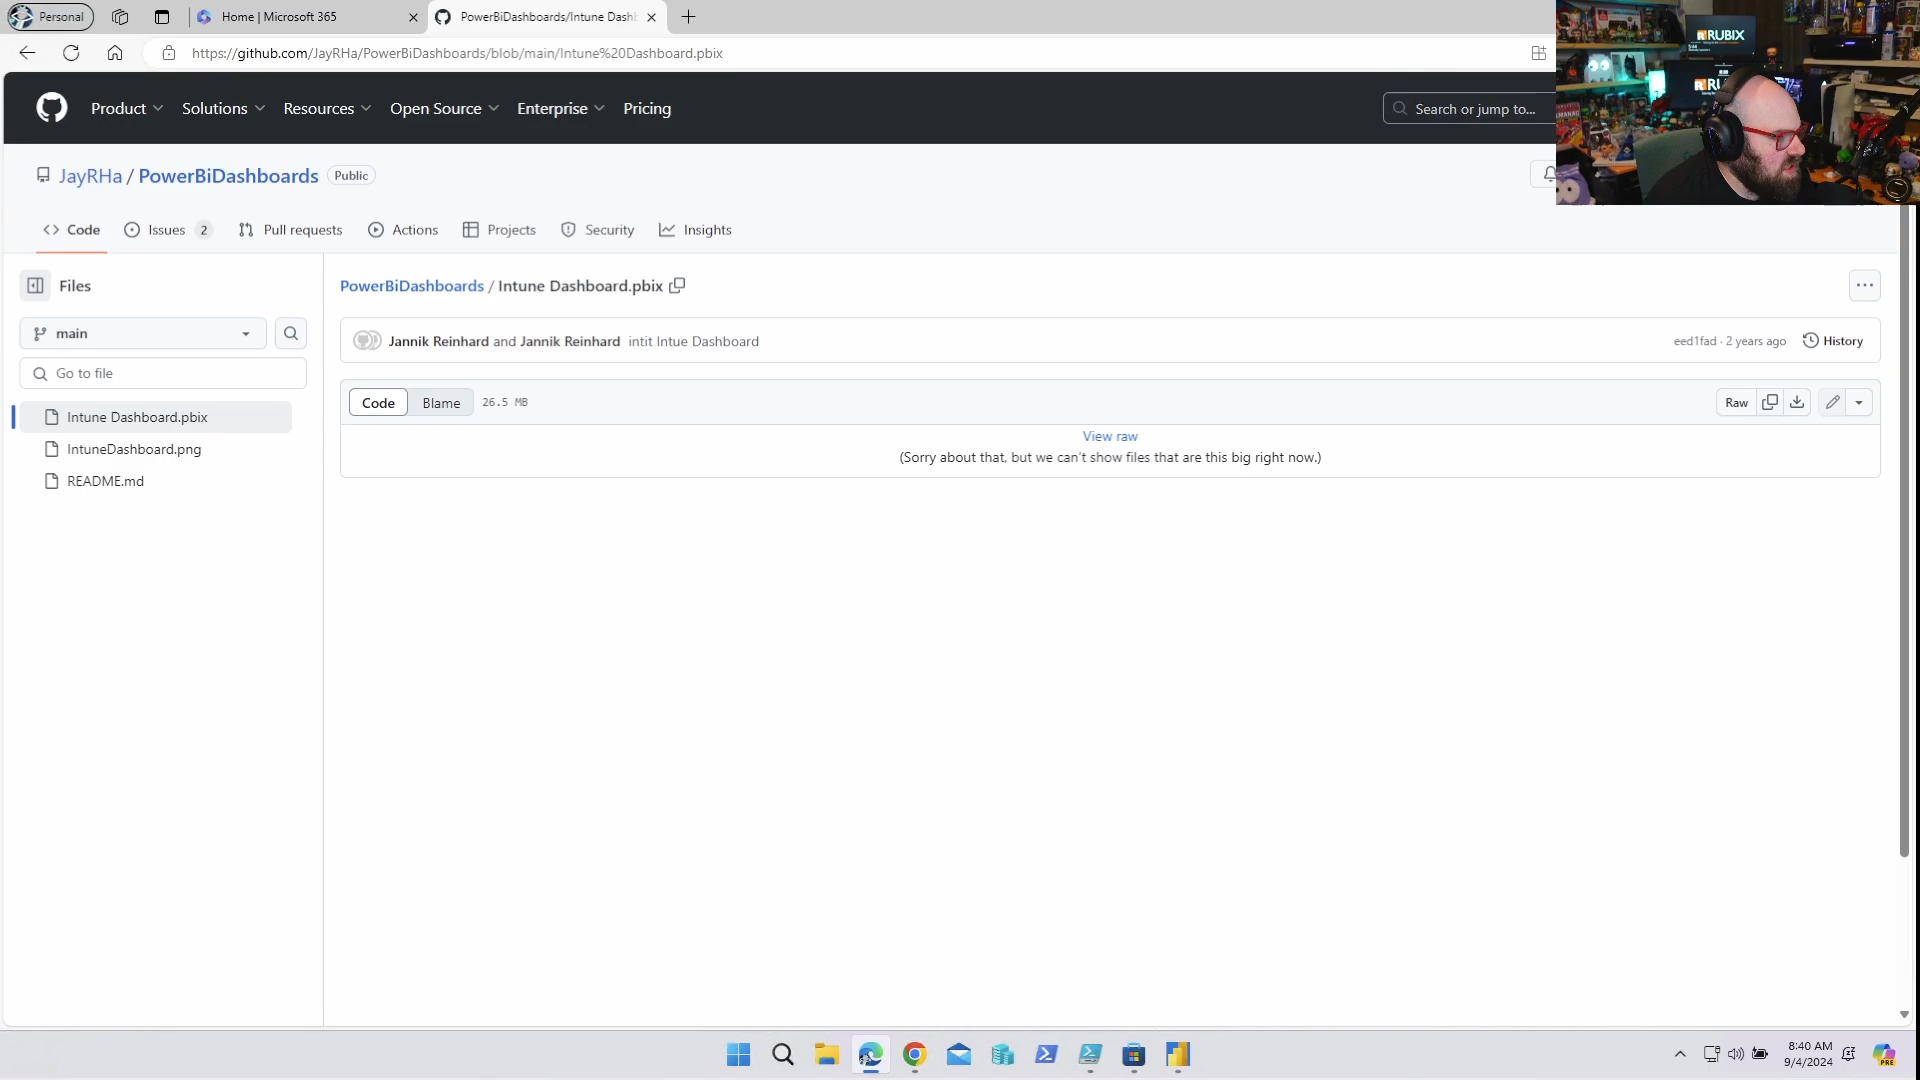 Personal
Home | Microsoft 365
PowerBiDashboards/Intune Dash
https://github.com/JayRHa/PowerBiDashboards/blob/main/Intune%20Dashboard.pbix
Product
Solutions
Resources
Open Source
Enterprise
Pricing
Search or jump to...
JayRHa / PowerBiDashboards
Public
Code
Issues 2
Pull requests
Actions
Projects
Security
Insights
Files
main
Go to file
Intune Dashboard.pbix
IntuneDashboard.png
README.md
PowerBiDashboards / Intune Dashboard.pbix
Jannik Reinhard and Jannik Reinhard intit Intue Dashboard
eed1fad · 2 years ago
History
Code
Blame
26.5 MB
Raw
View raw
(Sorry about that, but we can't show files that are this big right now.)
RUBIX
8:40 AM
9/4/2024
PRE